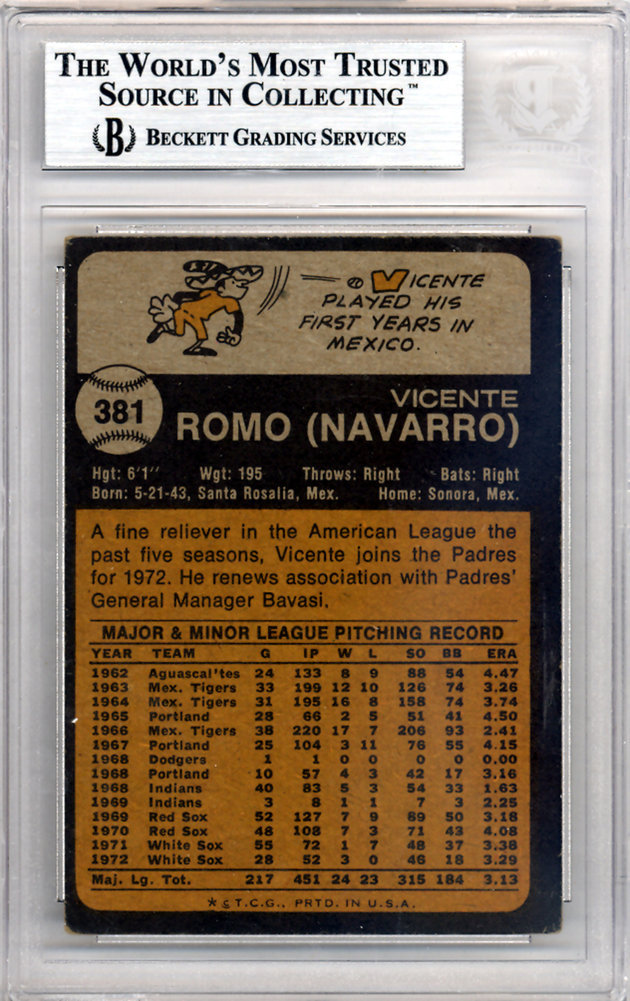 THE WORLD'S MOST TRUSTED
SOURCE IN COLLECTING™
B BECKETT GRADING SERVICES
VICENTE
PLAYED HIS
FIRST YEARS IN
MEXICO.
381
VICENTE
ROMO (NAVARRO)
Hgt: 6'1'' Wgt: 195 Throws: Right Bats: Right
Born: 5-21-43, Santa Rosalia, Mex. Home: Sonora, Mex.
A fine reliever in the American League the
past five seasons, Vicente joins the Padres
for 1972. He renews association with Padres'
General Manager Bavasi.
MAJOR & MINOR LEAGUE PITCHING RECORD
YEAR TEAM G IP W L SO BB ERA
1962 Aguascal'tes 24 133 8 9 88 54 4.47
1963 Mex. Tigers 33 199 12 10 126 74 3.26
1964 Mex. Tigers 31 195 16 8 158 74 3.74
1965 Portland 28 66 2 5 51 41 4.50
1966 Mex. Tigers 38 220 17 7 206 93 2.41
1967 Portland 25 104 3 11 76 55 4.15
1968 Dodgers 1 1 0 0 0 0 0.00
1968 Portland 10 57 4 3 42 17 3.16
1968 Indians 40 83 5 3 54 33 1.63
1969 Indians 3 8 1 1 7 3 2.25
1969 Red Sox 52 127 7 9 89 50 3.18
1970 Red Sox 48 108 7 3 71 43 4.08
1971 White Sox 55 72 1 7 48 37 3.38
1972 White Sox 28 52 3 0 46 18 3.29
Maj. Lg. Tot. 217 451 24 23 315 184 3.13
* © T.C.G., PRTD. IN U.S.A.